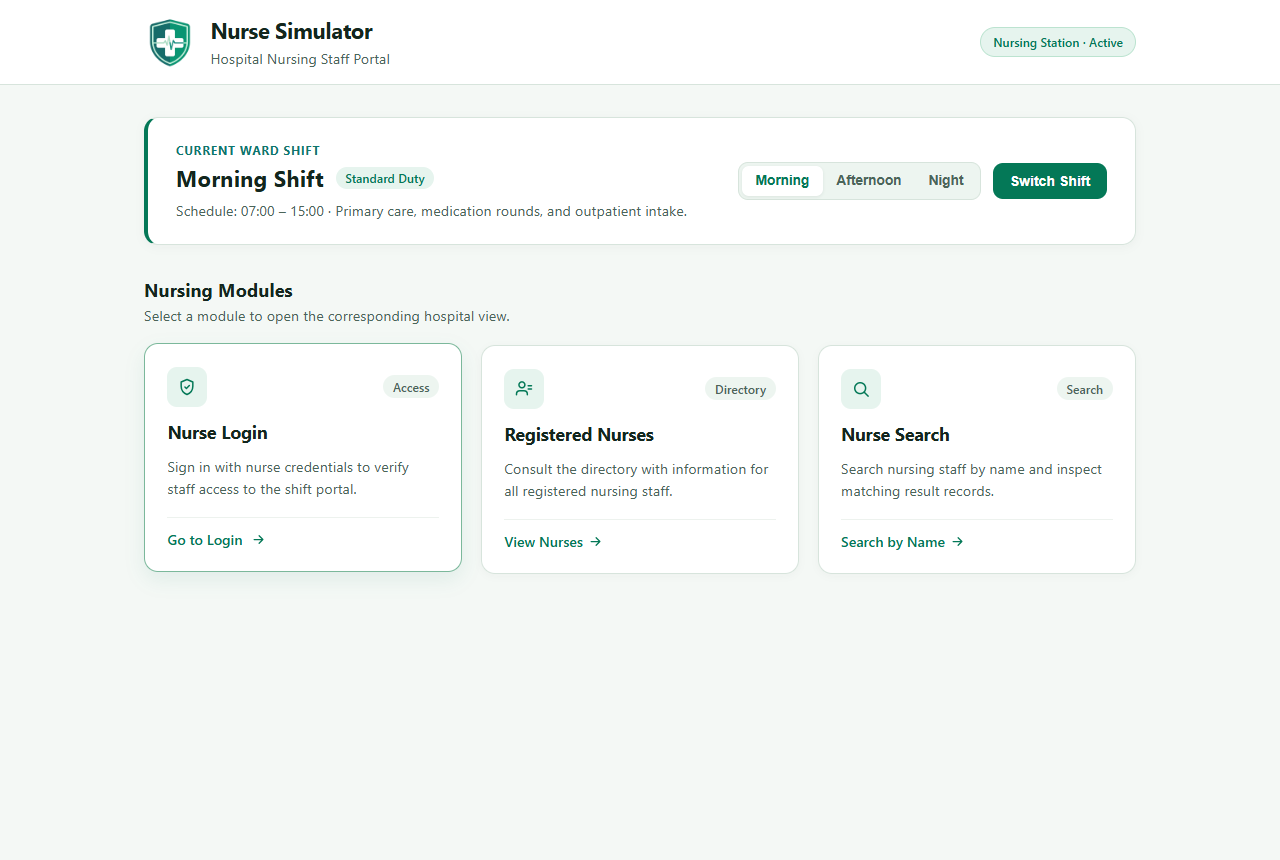 Nurse Simulator
Hospital Nursing Staff Portal
Nursing Station · Active
CURRENT WARD SHIFT
Morning Shift
Standard Duty
Schedule: 07:00 – 15:00 · Primary care, medication rounds, and outpatient intake.
Morning
Afternoon
Night
Switch Shift
Nursing Modules
Select a module to open the corresponding hospital view.
Access
Nurse Login
Sign in with nurse credentials to verify
staff access to the shift portal.
Go to Login →
Directory
Registered Nurses
Consult the directory with information for
all registered nursing staff.
View Nurses →
Search
Nurse Search
Search nursing staff by name and inspect
matching result records.
Search by Name →